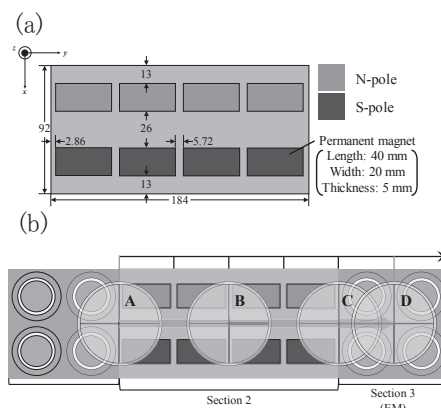 (a)
z
y
x
13
92
2.86
26
5.72
13
184
N-pole
S-pole
Permanent magnet
Length: 40 mm
Width: 20 mm
Thickness: 5 mm
(b)
A
B
C
D
Section 2
Section 3
(EM)